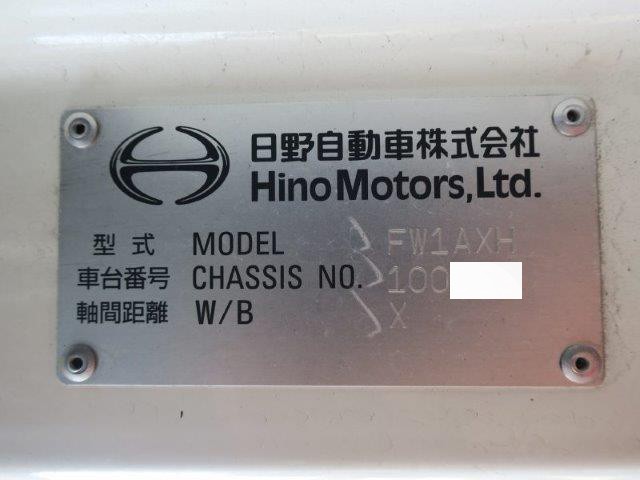 日野自動車株式会社
Hino Motors, Ltd.
型式 MODEL FW1AXH
車台番号 CHASSIS NO. 100
軸間距離 W/B X